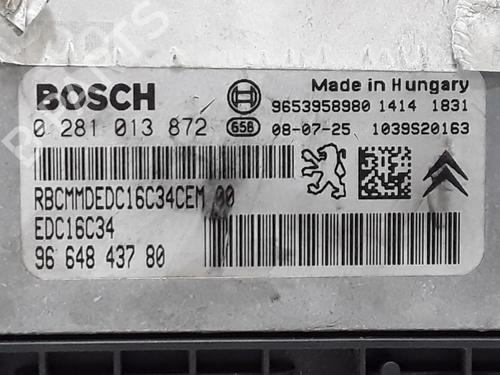 BOSCH
Made in Hungary
9653958980 1414 1831
0 281 013 872 658 08-07-25 1039S20163
RBCMMDEDC16C34CEM 00
EDC16C34
96 648 437 80